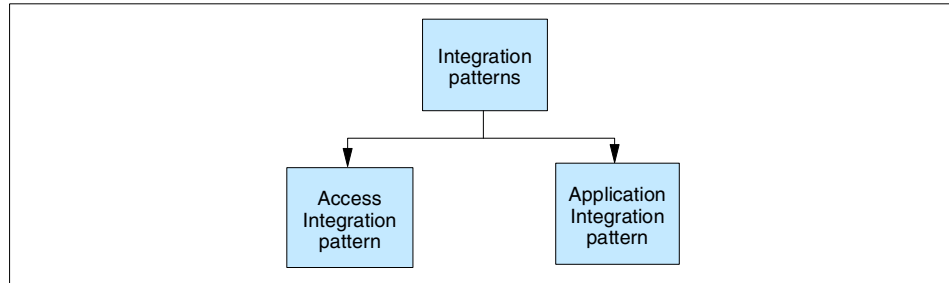 Integration
patterns
Access
Integration
pattern
Application
Integration
pattern